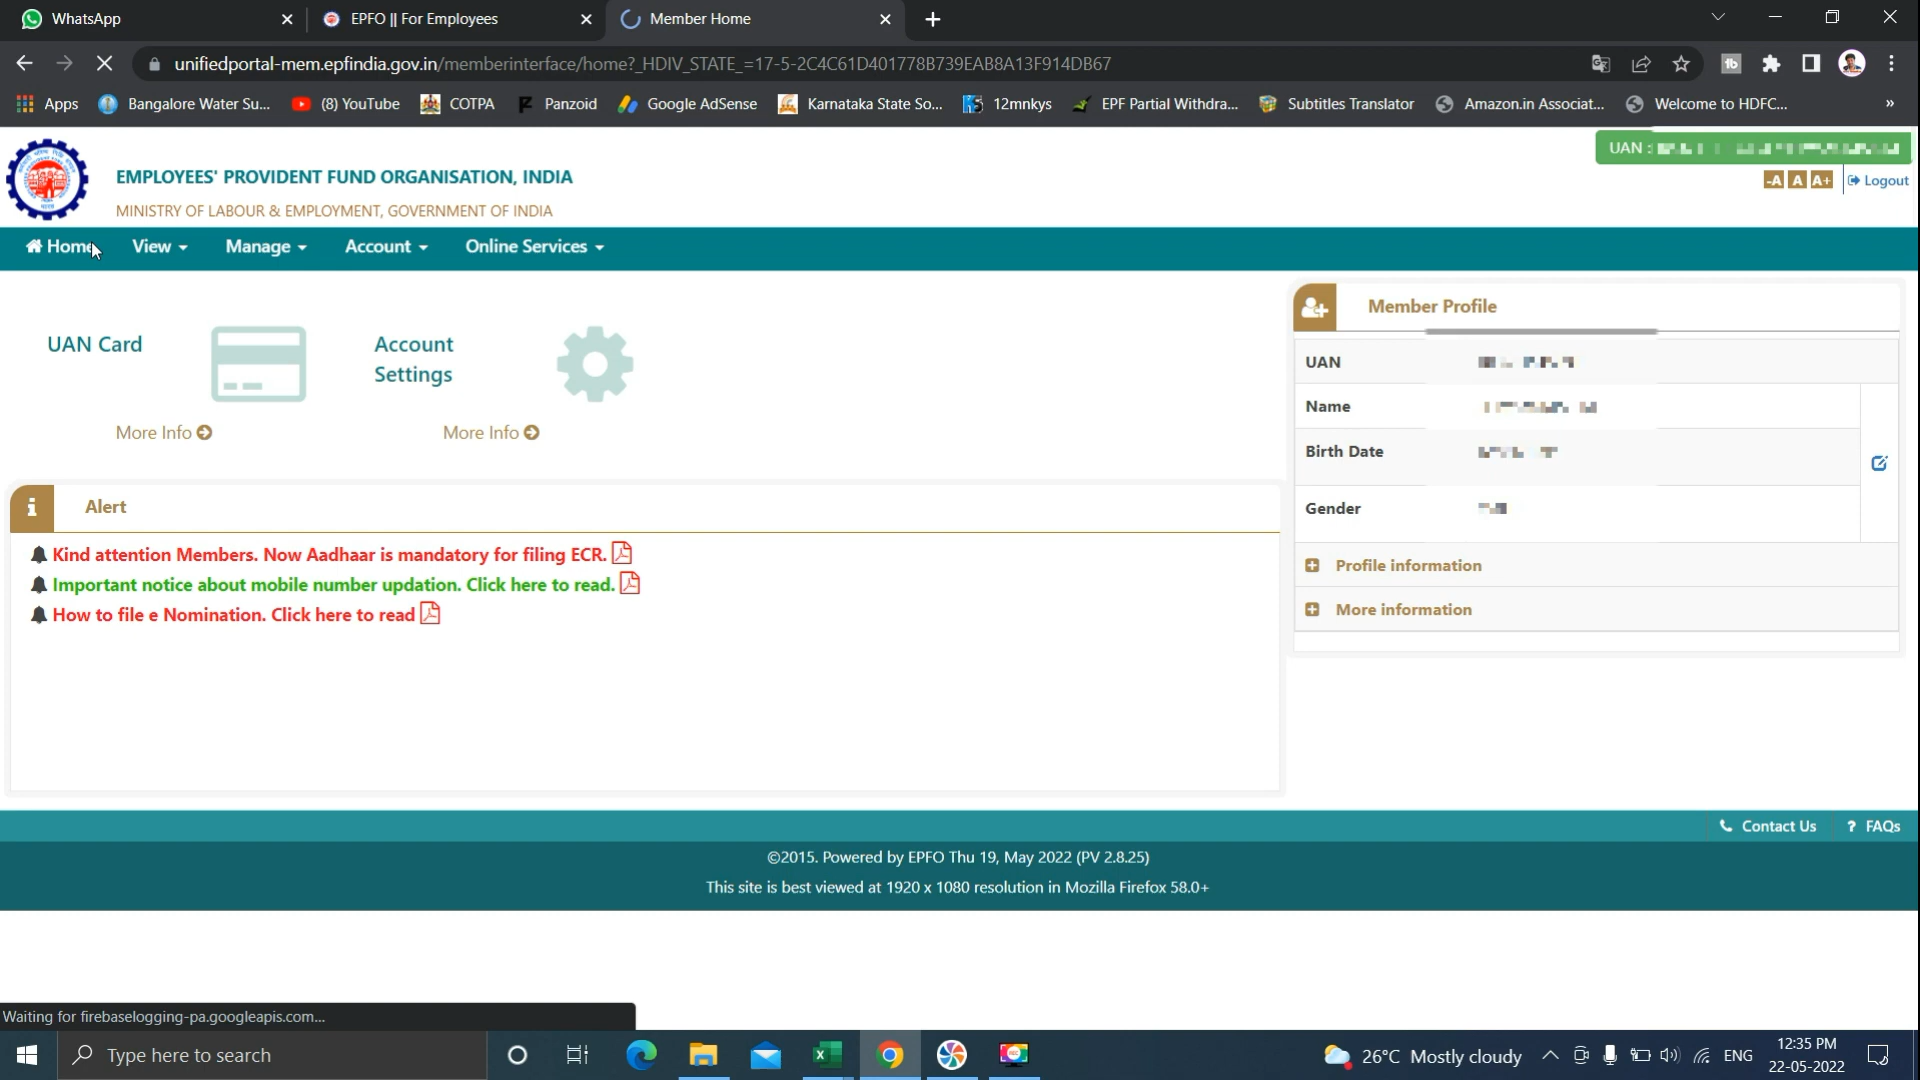 WhatsApp
EPFO || For Employees
Member Home
unifiedportal-mem.epfindia.gov.in/memberinterface/home?_HDIV_STATE_=17-5-2C4C61D401778B739EAB8A13F914DB67
Apps
Bangalore Water Su...
(8) YouTube
COTPA
Panzoid
Google AdSense
Karnataka State So...
12mnkys
EPF Partial Withdra...
Subtitles Translator
Amazon.in Associat...
Welcome to HDFC...
»
UAN :
EMPLOYEES' PROVIDENT FUND ORGANISATION, INDIA
-A A A+ Logout
MINISTRY OF LABOUR & EMPLOYMENT, GOVERNMENT OF INDIA
Home View Manage Account Online Services
UAN Card
Account
Settings
More Info
More Info
Member Profile
UAN
Name
Birth Date
Gender
Profile information
More information
Alert
Kind attention Members. Now Aadhaar is mandatory for filing ECR.
Important notice about mobile number updation. Click here to read.
How to file e Nomination. Click here to read
Contact Us ? FAQs
©2015. Powered by EPFO Thu 19, May 2022 (PV 2.8.25)
This site is best viewed at 1920 x 1080 resolution in Mozilla Firefox 58.0+
Waiting for firebaselogging-pa.googleapis.com...
Type here to search
26°C Mostly cloudy
ENG
12:35 PM
22-05-2022